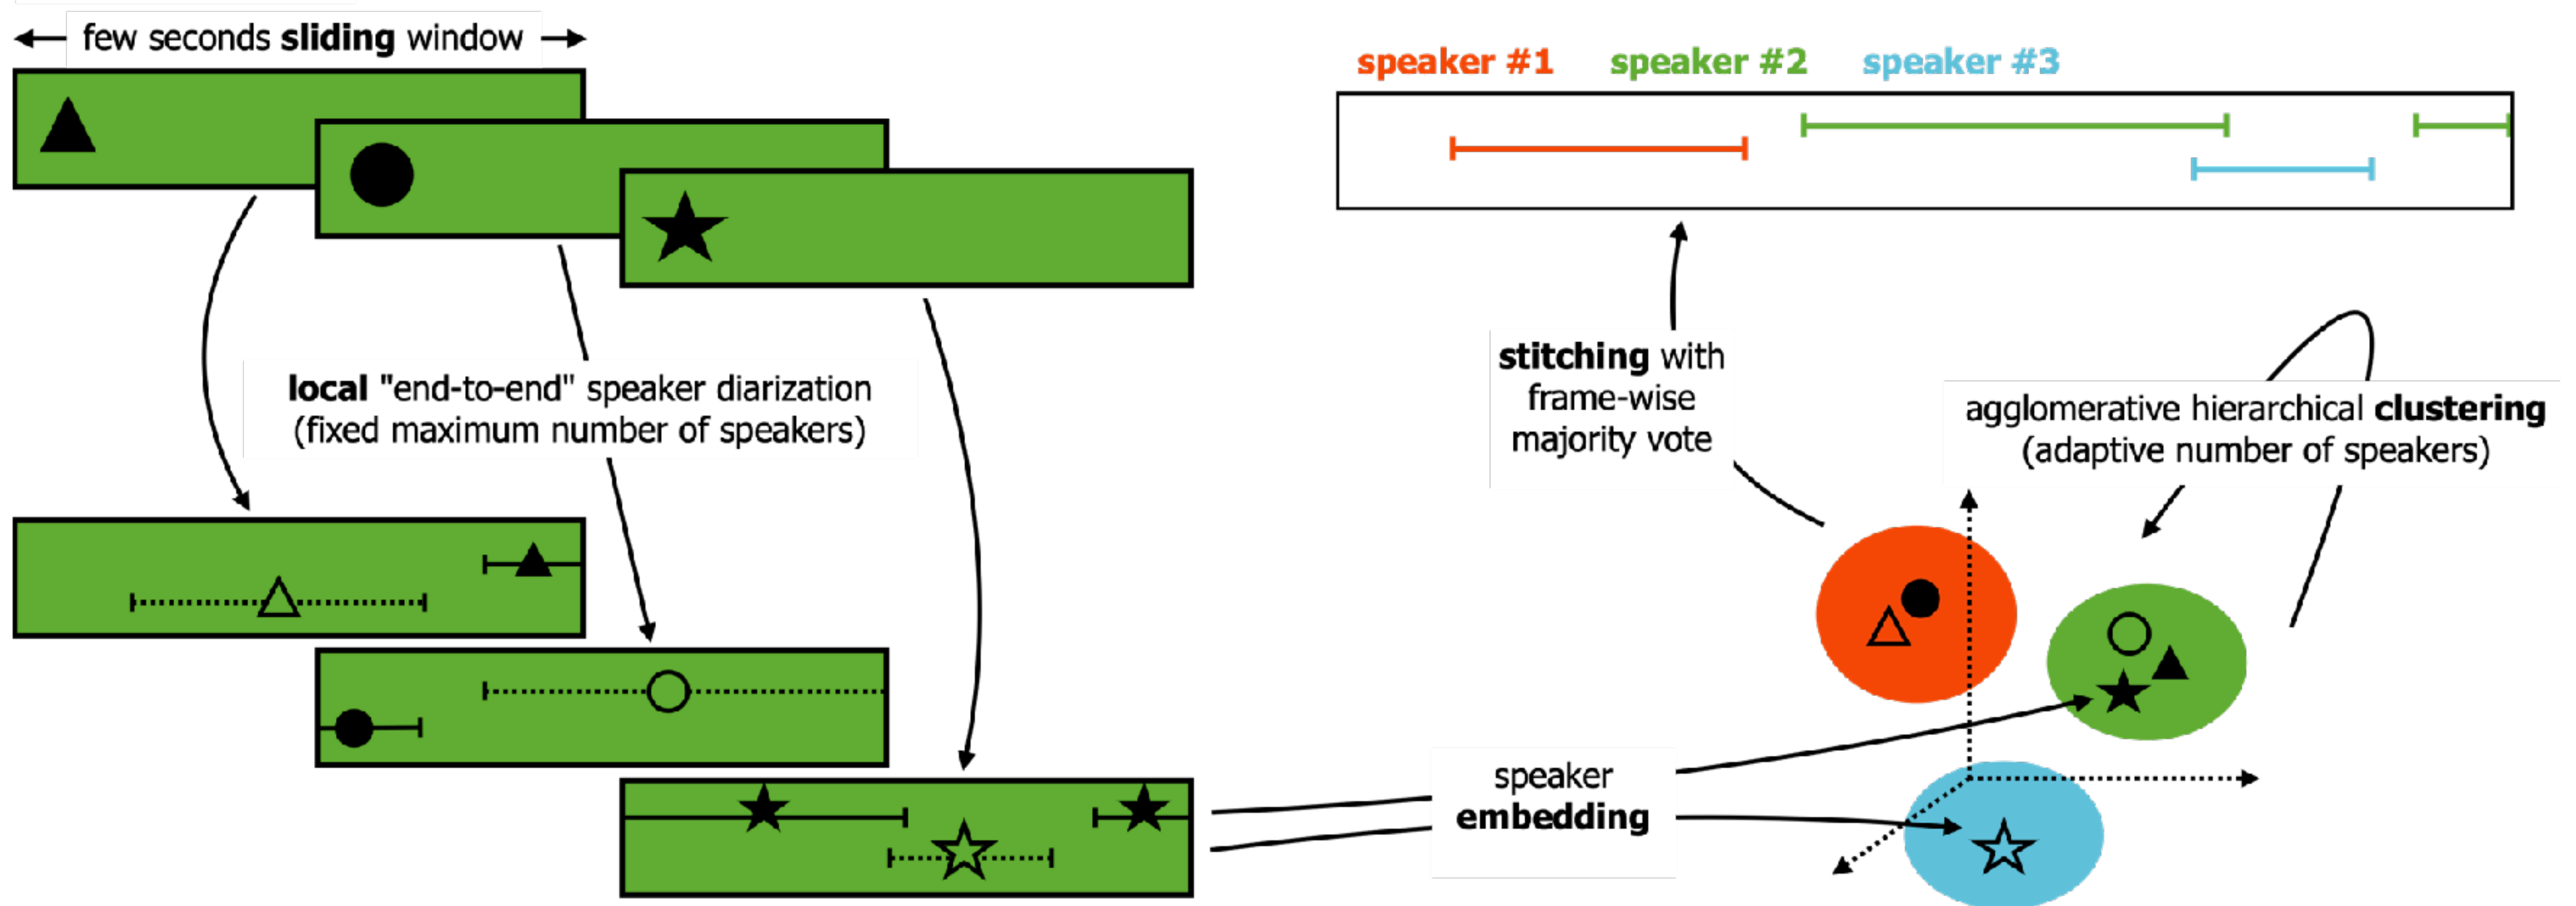 few seconds sliding window
speaker #1 speaker #2 speaker #3
local "end-to-end" speaker diarization
(fixed maximum number of speakers)
stitching with
frame-wise
majority vote
agglomerative hierarchical clustering
(adaptive number of speakers)
speaker
embedding